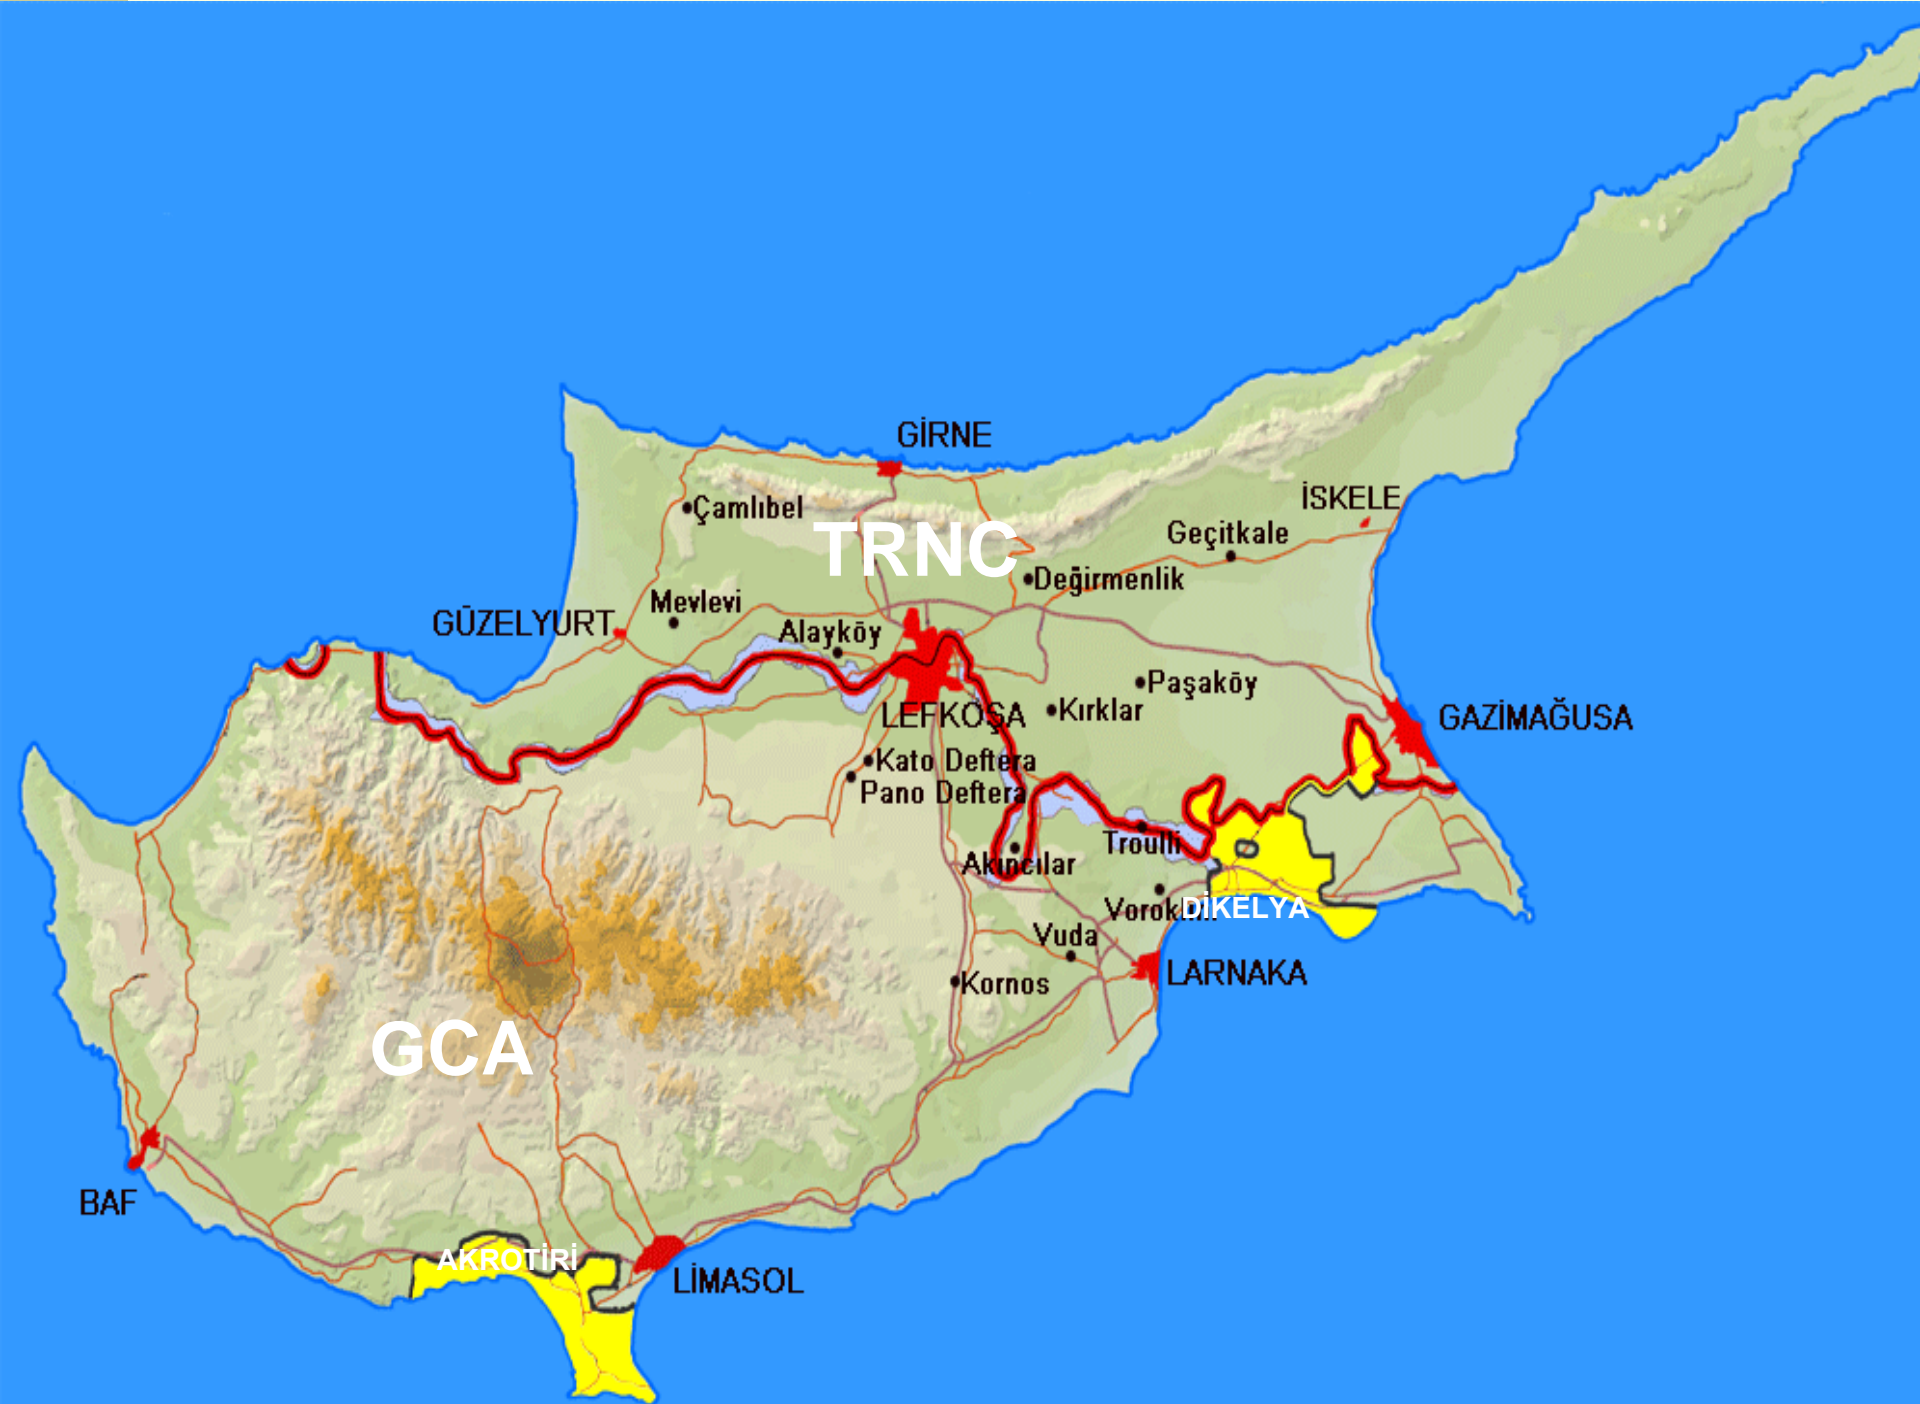 GİRNE
İSKELE
Çamlıbel
TRNC
Geçitkale
Değirmenlik
Mevlevi
GÜZELYURT
Alayköy
Paşaköy
Kırklar
LEFKOŞA
GAZİMAĞUSA
Kato Deftera
Pano Deftera
Troulli
Akıncılar
DİKELYA
Vuda
LARNAKA
Kornos
GCA
BAF
AKROTİRİ
LİMASOL